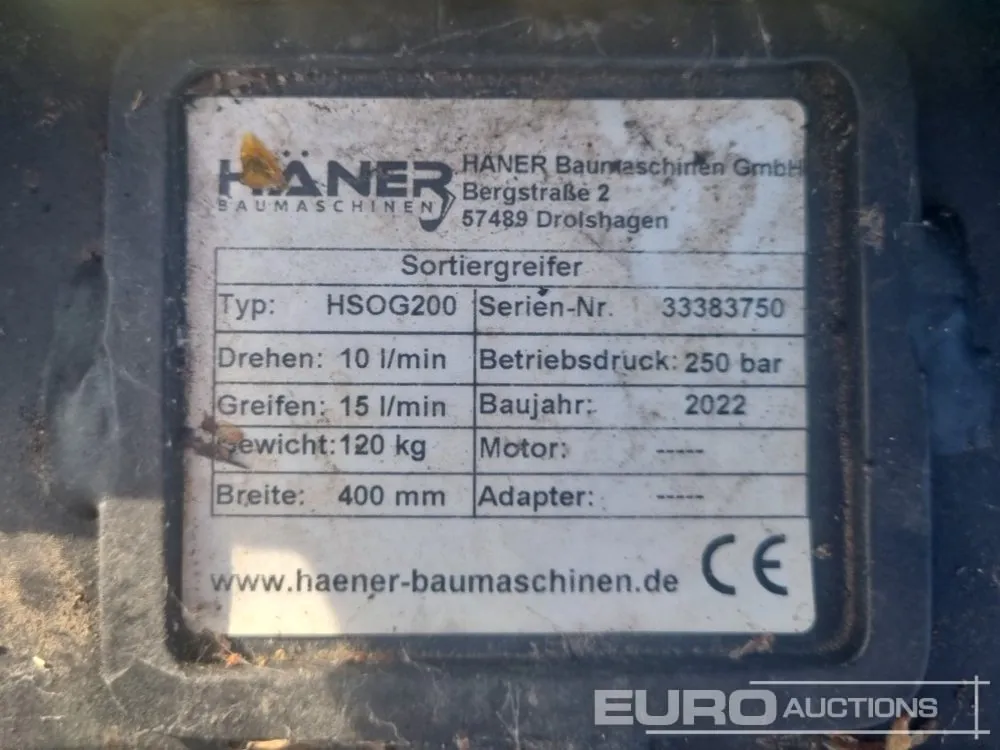 HÄNER
BAUMASCHINEN
HÄNER Baumaschinen GmbH
Bergstraße 2
57489 Drolshagen
Sortiergreifer
Typ: HSOG200 Serien-Nr. 33383750
Drehen: 10 l/min Betriebsdruck: 250 bar
Greifen: 15 l/min Baujahr: 2022
Gewicht: 120 kg Motor: -----
Breite: 400 mm Adapter: -----
www.haener-baumaschinen.de CE
EURO AUCTIONS